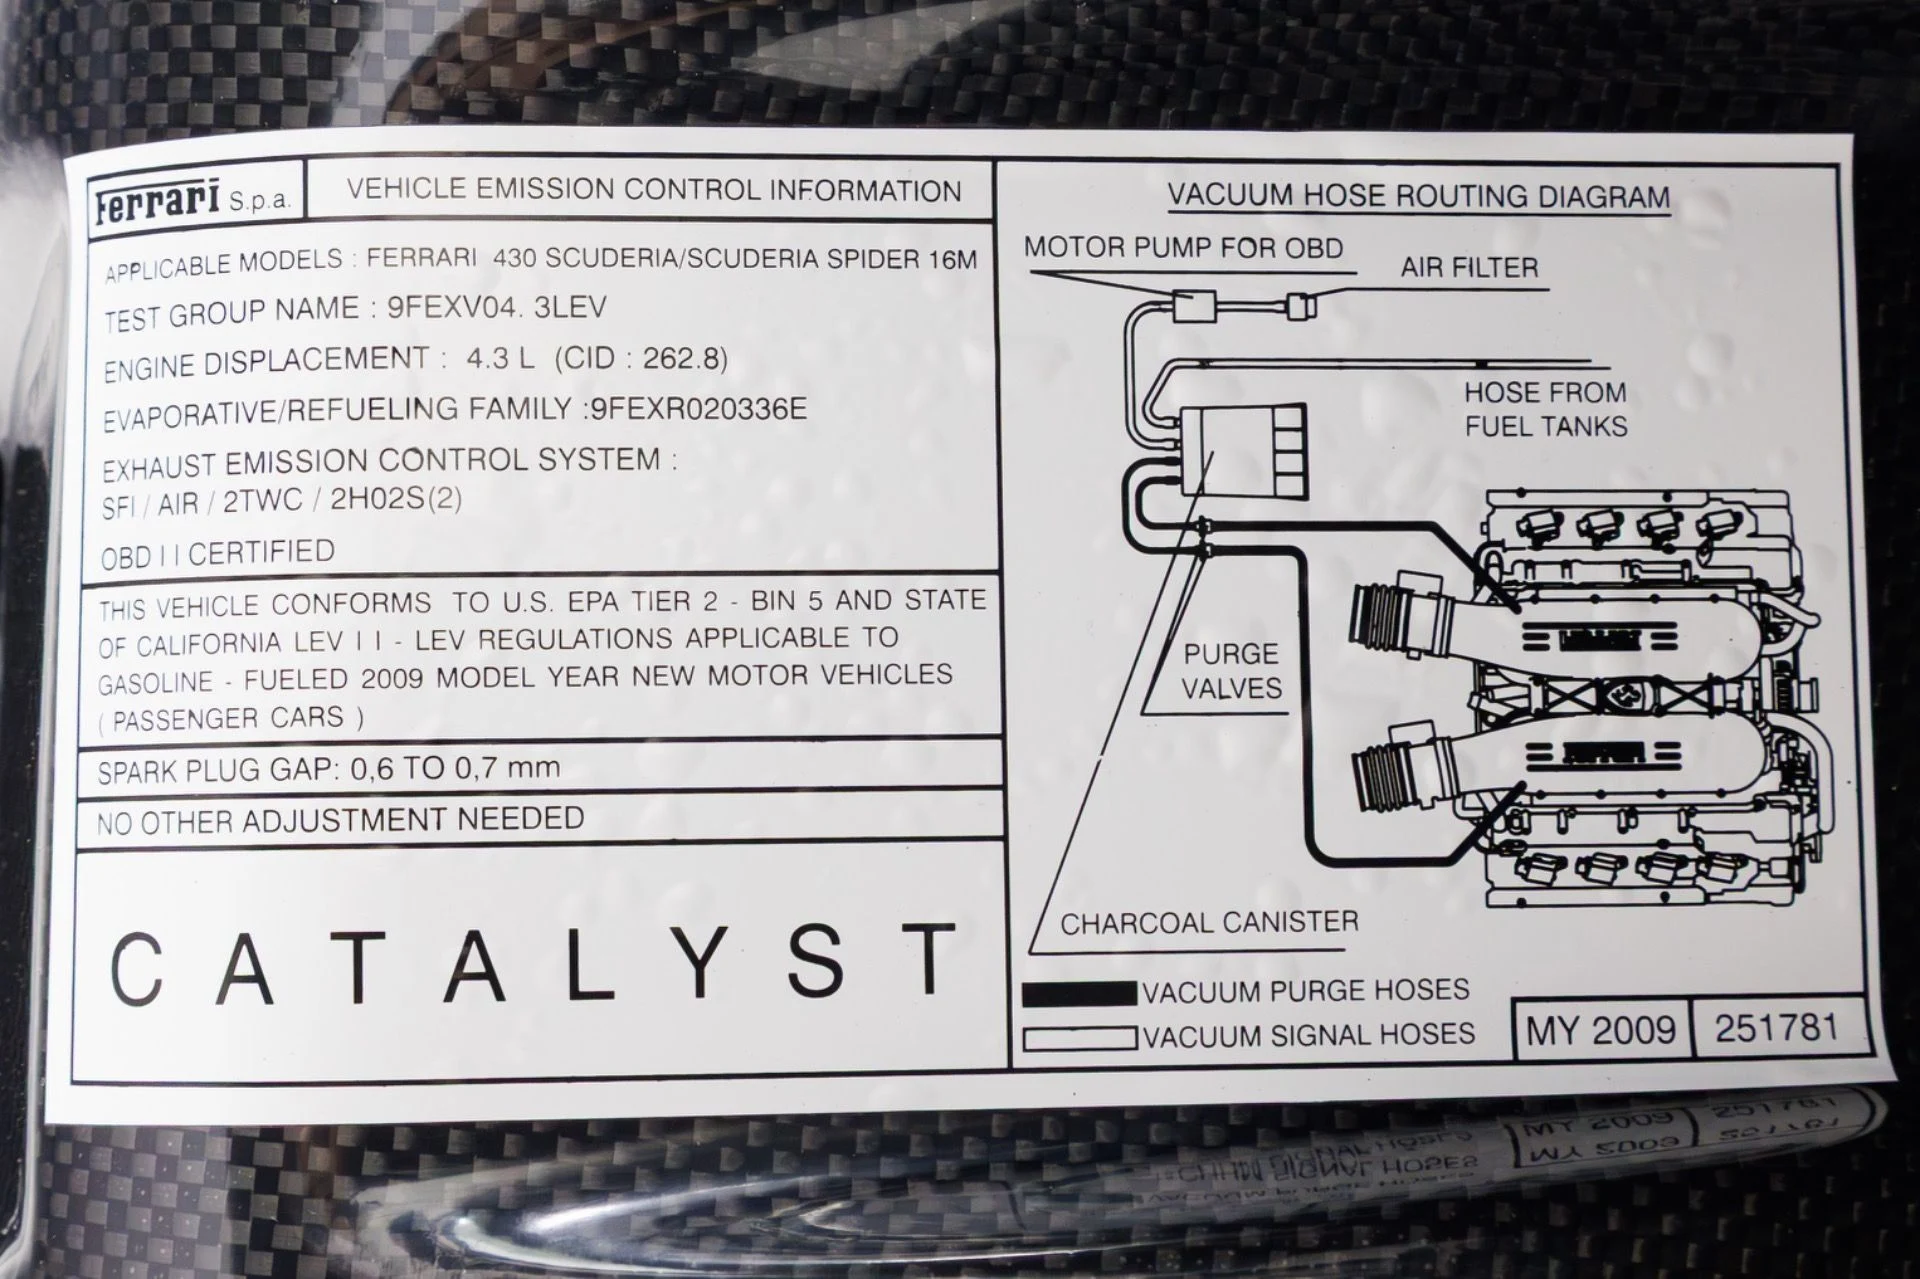 Ferrari S.p.a.
VEHICLE EMISSION CONTROL INFORMATION
APPLICABLE MODELS : FERRARI 430 SCUDERIA/SCUDERIA SPIDER 16M
TEST GROUP NAME : 9FEXV04. 3LEV
ENGINE DISPLACEMENT : 4.3 L (CID : 262.8)
EVAPORATIVE/REFUELING FAMILY :9FEXR020336E
EXHAUST EMISSION CONTROL SYSTEM :
SFI / AIR / 2TWC / 2H02S(2)
OBD I I CERTIFIED
THIS VEHICLE CONFORMS TO U.S. EPA TIER 2 - BIN 5 AND STATE
OF CALIFORNIA LEV I I - LEV REGULATIONS APPLICABLE TO
GASOLINE - FUELED 2009 MODEL YEAR NEW MOTOR VEHICLES
( PASSENGER CARS )
SPARK PLUG GAP: 0,6 TO 0,7 mm
NO OTHER ADJUSTMENT NEEDED
CATALYST
VACUUM HOSE ROUTING DIAGRAM
MOTOR PUMP FOR OBD
AIR FILTER
HOSE FROM
FUEL TANKS
PURGE
VALVES
CHARCOAL CANISTER
VACUUM PURGE HOSES
VACUUM SIGNAL HOSES
MY 2009
251781